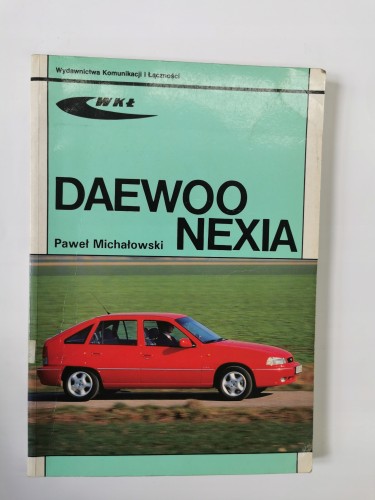 Wydawnictwa Komunikacji i Łączności
WKŁ
DAEWOO
NEXIA
Paweł Michałowski